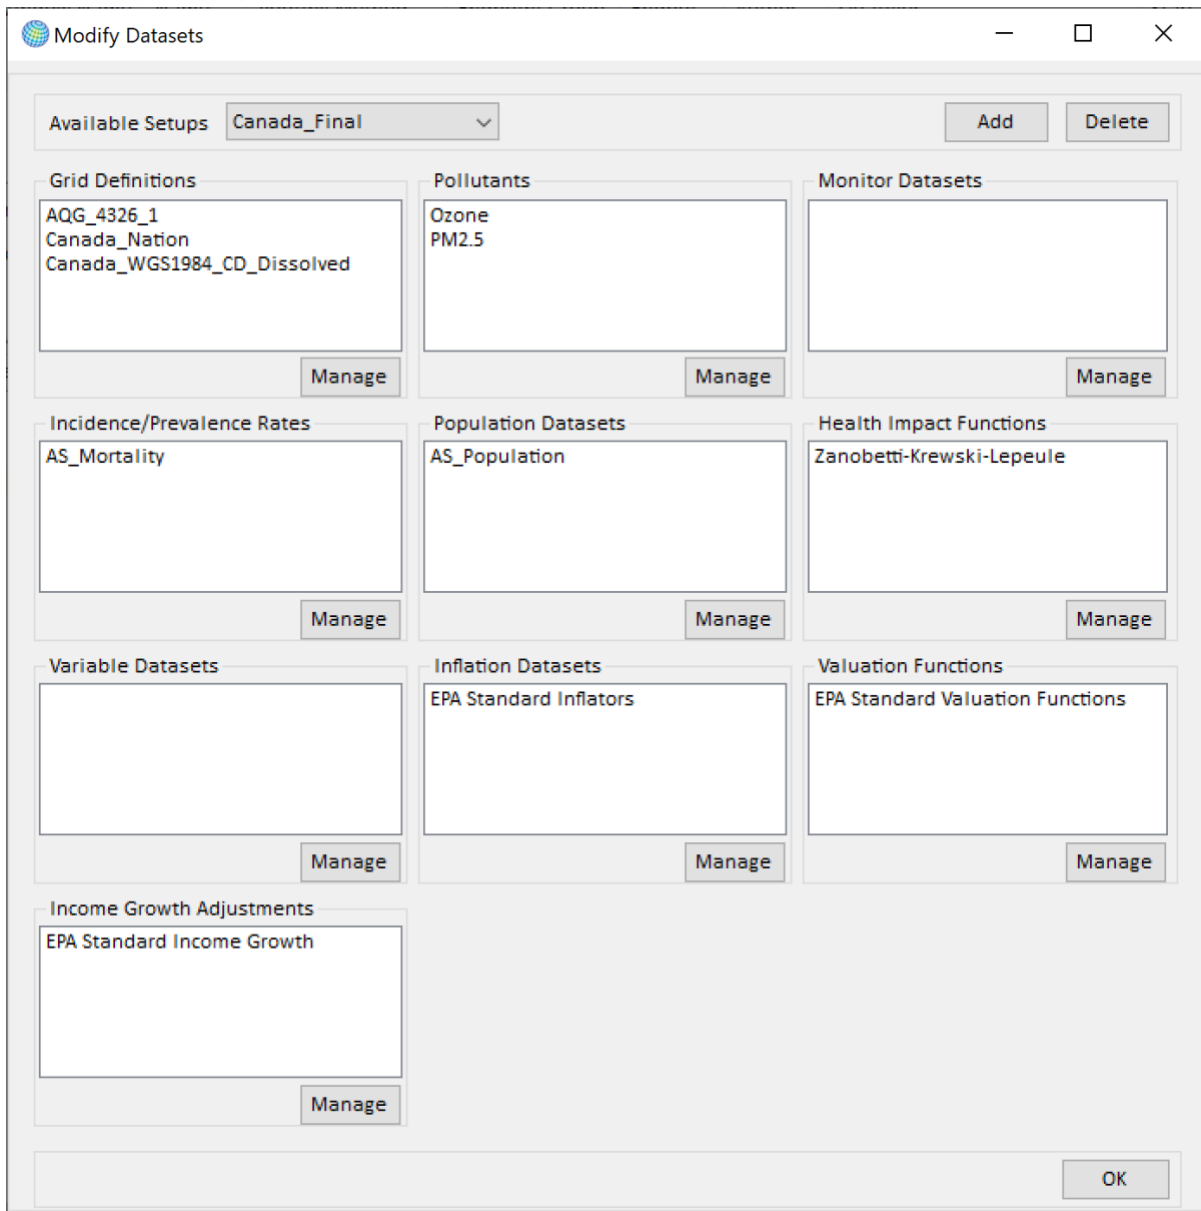 Modify Datasets
Available Setups Canada_Final Add Delete
Grid Definitions
AQG_4326_1
Canada_Nation
Canada_WGS1984_CD_Dissolved
Manage
Pollutants
Ozone
PM2.5
Manage
Monitor Datasets
Manage
Incidence/Prevalence Rates
AS_Mortality
Manage
Population Datasets
AS_Population
Manage
Health Impact Functions
Zanobetti-Krewski-Lepeule
Manage
Variable Datasets
Manage
Inflation Datasets
EPA Standard Inflators
Manage
Valuation Functions
EPA Standard Valuation Functions
Manage
Income Growth Adjustments
EPA Standard Income Growth
Manage
OK